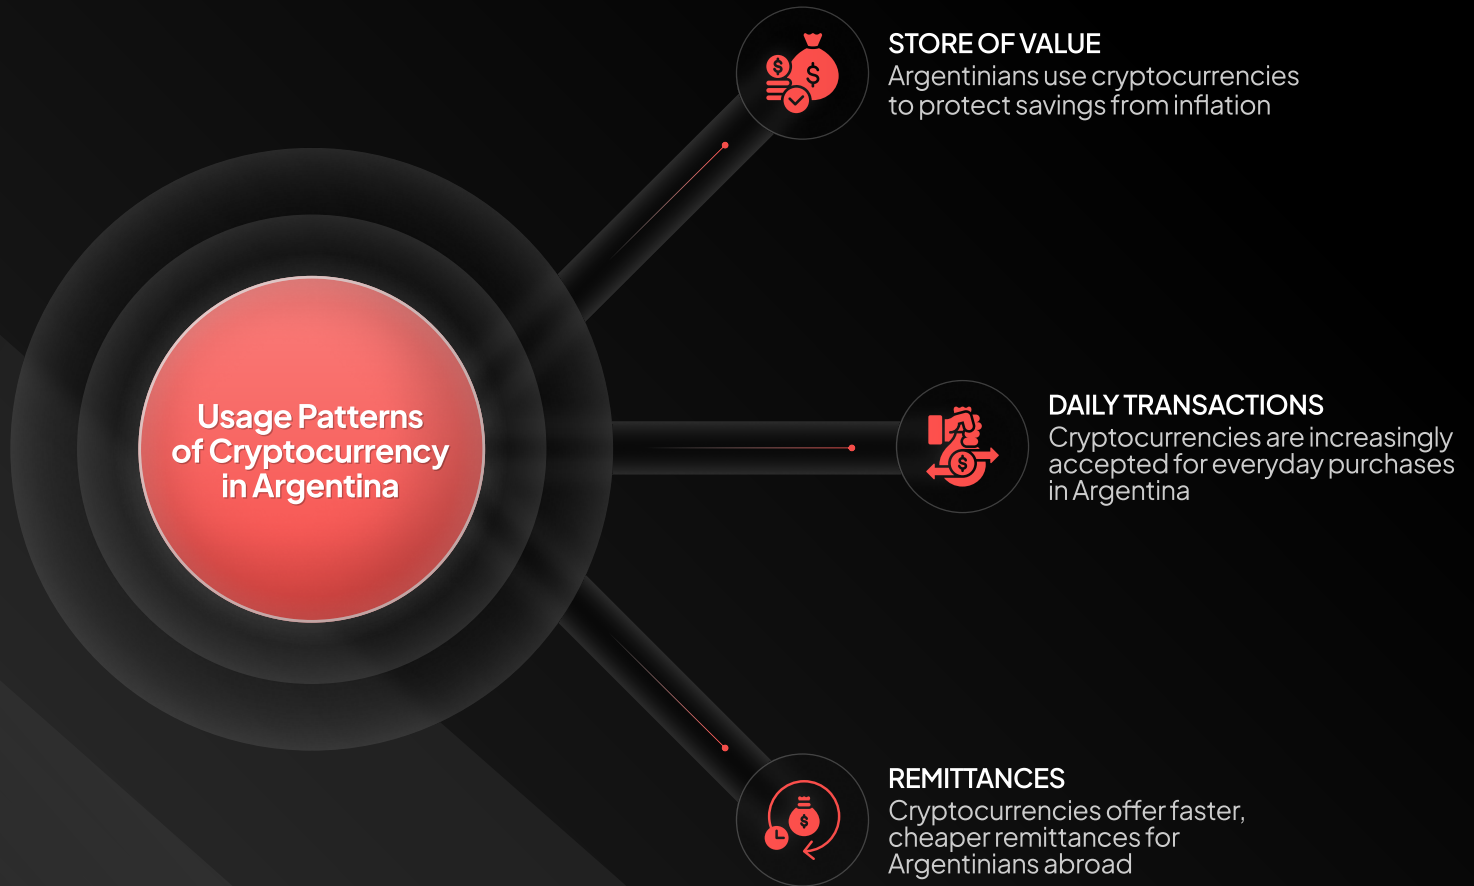 Usage Patterns
of Cryptocurrency
in Argentina
STORE OF VALUE
Argentinians use cryptocurrencies
to protect savings from inflation
DAILY TRANSACTIONS
Cryptocurrencies are increasingly
accepted for everyday purchases
in Argentina
REMITTANCES
Cryptocurrencies offer faster,
cheaper remittances for
Argentinians abroad